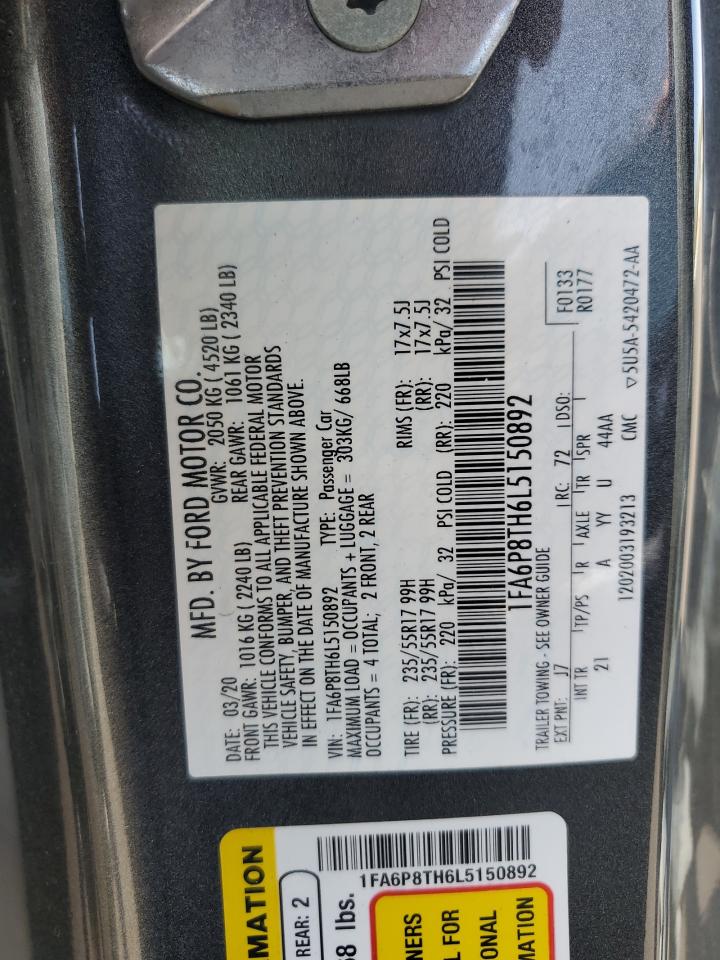 MFD. BY FORD MOTOR CO.
DATE: 03/20 GVWR: 2050 KG ( 4520 LB)
FRONT GAWR: 1016 KG ( 2240 LB) REAR GAWR: 1061 KG ( 2340 LB)
THIS VEHICLE CONFORMS TO ALL APPLICABLE FEDERAL MOTOR
VEHICLE SAFETY, BUMPER, AND THEFT PREVENTION STANDARDS
IN EFFECT ON THE DATE OF MANUFACTURE SHOWN ABOVE.
VIN: 1FA6P8TH6L5150892 TYPE: Passenger Car
MAXIMUM LOAD = OCCUPANTS + LUGGAGE = 303KG/ 668LB
OCCUPANTS = 4 TOTAL; 2 FRONT, 2 REAR
TIRE (FR): 235/55R17 99H RIMS (FR): 17x7.5J
(RR): 235/55R17 99H (RR): 17x7.5J
PRESSURE (FR): 220 kPa/ 32 PSI COLD (RR): 220 kPa/ 32 PSI COLD
1FA6P8TH6L5150892
TRAILER TOWING - SEE OWNER GUIDE
EXT PNT: J7 RC: 72 DSO: F0133
R0177
INT TR TP/PS R AXLE TR SPR
21 A YY U 44AA
1202003193213 CMC ▽5U5A-5420472-AA
MATION
REAR: 2
1FA6P8TH6L5150892
68 lbs.
NERS
L FOR
IONAL
MATION